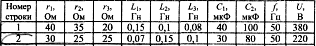 Номер строки r₁, Ом r₂, Ом r₃, Ом L₁, Гн L₂, Гн L₃, Гн C₁, мкФ C₂, мкФ f, Гц U, В
1 40 35 20 0,15 0,1 0,08 40 100 50 380
2 30 25 25 0,07 0,15 0,1 30 80 50 220